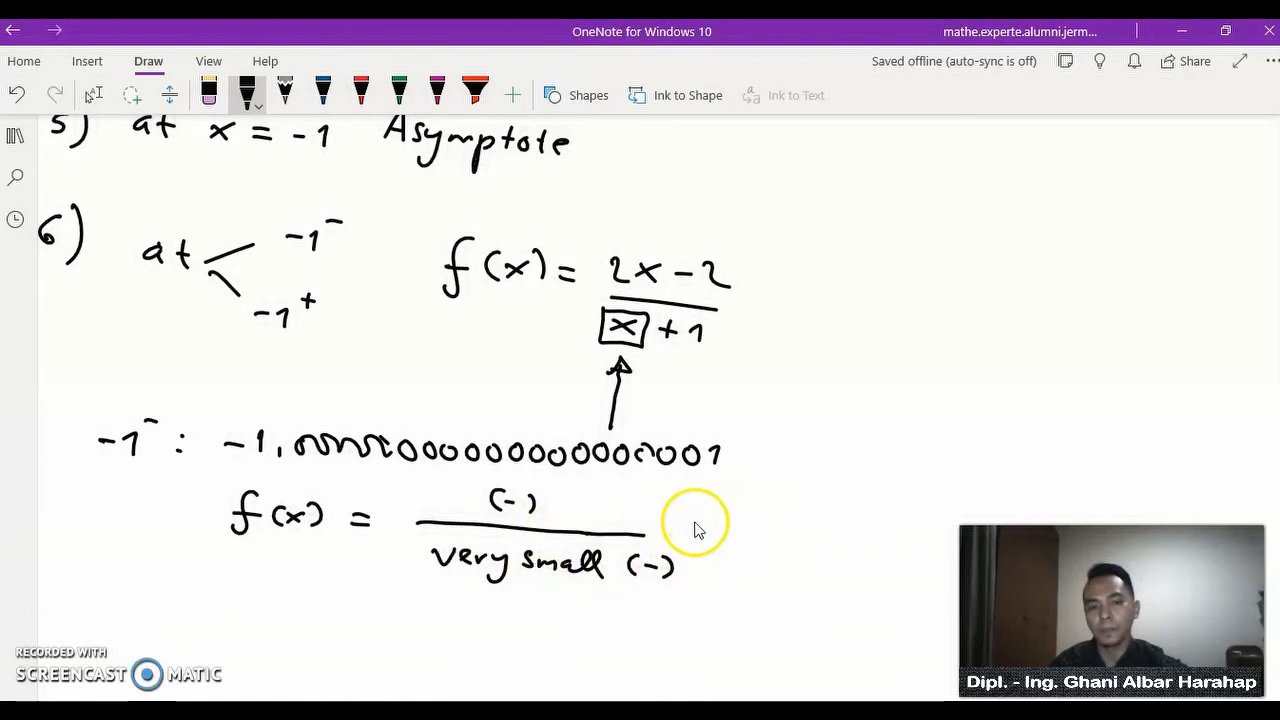 OneNote for Windows 10
mathe.experte.alumni.jerm...
Home Insert Draw View Help
Saved offline (auto-sync is off) Share
Shapes Ink to Shape Ink to Text
5) at x = -1 Asymptote
6) at -1⁻
-1⁺
f(x) = 2x - 2
x + 1
-1⁻ : -1,000000000000000000001
f(x) = (-)
very small (-)
RECORDED WITH
SCREENCAST MATIC
Dipl. - Ing. Ghani Albar Harahap